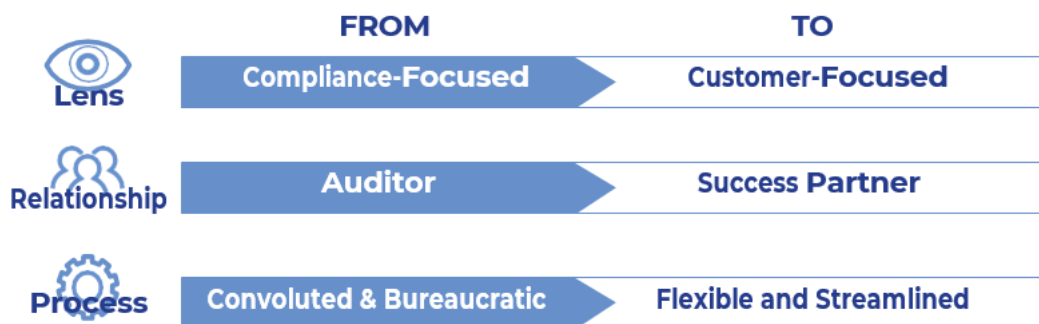 FROM TO
Lens Compliance-Focused Customer-Focused
Relationship Auditor Success Partner
Process Convoluted & Bureaucratic Flexible and Streamlined